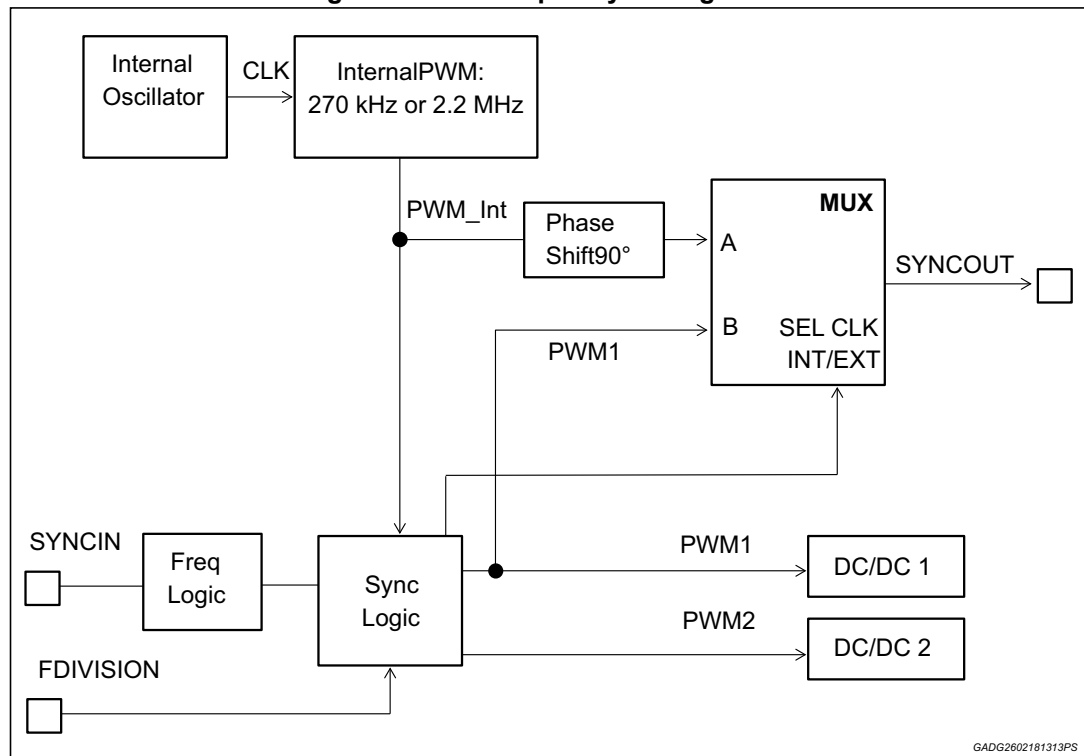 Internal
Oscillator
CLK
InternalPWM:
270 kHz or 2.2 MHz
PWM_Int
Phase
Shift90°
MUX
A
B
SEL CLK
INT/EXT
SYNCOUT
PWM1
SYNCIN
Freq
Logic
Sync
Logic
PWM1
DC/DC 1
PWM2
DC/DC 2
FDIVISION
GADG2602181313PS